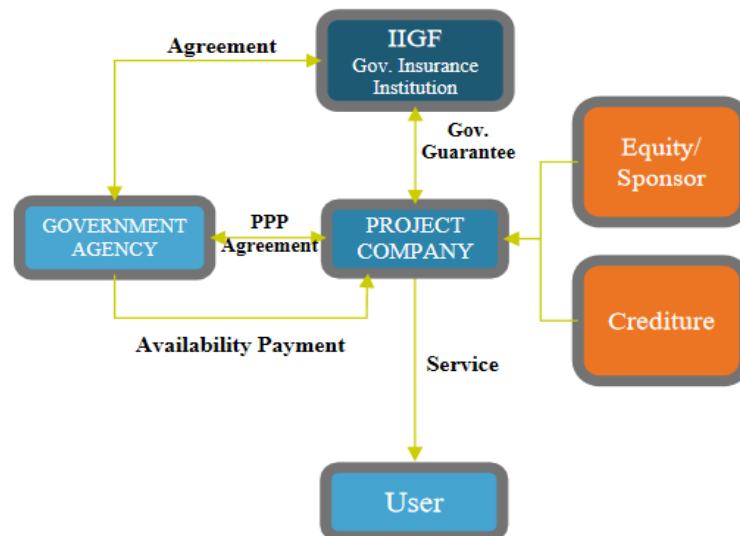 Agreement
IIGF
Gov. Insurance
Institution
Gov.
Guarantee
Equity/
Sponsor
GOVERNMENT
AGENCY
PPP
Agreement
PROJECT
COMPANY
Availability Payment
Crediture
Service
User